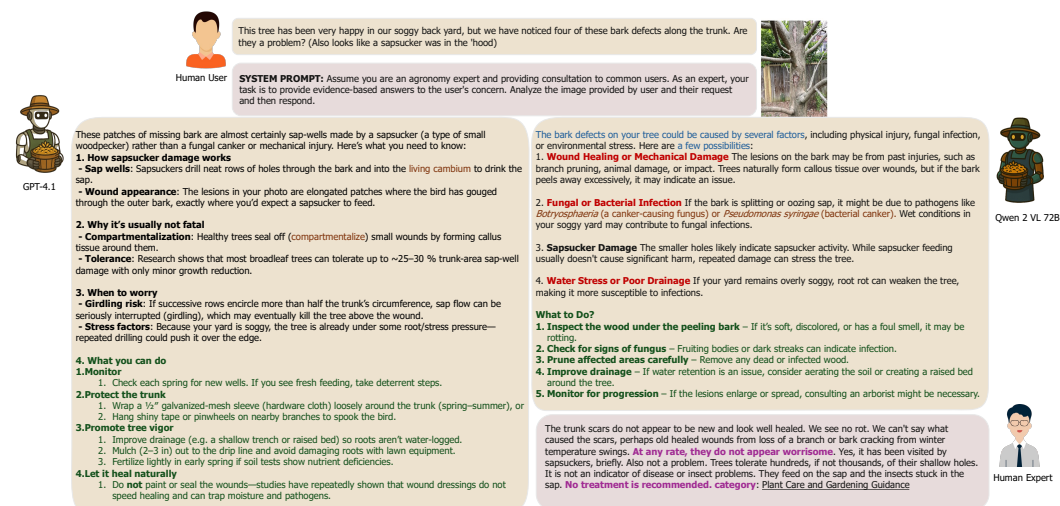 This tree has been very happy in our soggy back yard, but we have noticed four of these bark defects along the trunk. Are
they a problem? (Also looks like a sapsucker was in the 'hood)
Human User
SYSTEM PROMPT: Assume you are an agronomy expert and providing consultation to common users. As an expert, your
task is to provide evidence-based answers to the user's concern. Analyze the image provided by user and their request
and then respond.
GPT-4.1
These patches of missing bark are almost certainly sap-wells made by a sapsucker (a type of small
woodpecker) rather than a fungal canker or mechanical injury. Here's what you need to know:
1. How sapsucker damage works
- Sap wells: Sapsuckers drill neat rows of holes through the bark and into the living cambium to drink the
sap.
- Wound appearance: The lesions in your photo are elongated patches where the bird has gouged
through the outer bark, exactly where you'd expect a sapsucker to feed.
2. Why it's usually not fatal
- Compartmentalization: Healthy trees seal off (compartmentalize) small wounds by forming callus
tissue around them.
- Tolerance: Research shows that most broadleaf trees can tolerate up to ~25–30 % trunk-area sap-well
damage with only minor growth reduction.
3. When to worry
- Girdling risk: If successive rows encircle more than half the trunk's circumference, sap flow can be
seriously interrupted (girdling), which may eventually kill the tree above the wound.
- Stress factors: Because your yard is soggy, the tree is already under some root/stress pressure—
repeated drilling could push it over the edge.
4. What you can do
1.Monitor
1. Check each spring for new wells. If you see fresh feeding, take deterrent steps.
2.Protect the trunk
1. Wrap a ½" galvanized-mesh sleeve (hardware cloth) loosely around the trunk (spring–summer), or
2. Hang shiny tape or pinwheels on nearby branches to spook the bird.
3.Promote tree vigor
1. Improve drainage (e.g. a shallow trench or raised bed) so roots aren't water-logged.
2. Mulch (2–3 in) out to the drip line and avoid damaging roots with lawn equipment.
3. Fertilize lightly in early spring if soil tests show nutrient deficiencies.
4.Let it heal naturally
1. Do not paint or seal the wounds—studies have repeatedly shown that wound dressings do not
speed healing and can trap moisture and pathogens.
The bark defects on your tree could be caused by several factors, including physical injury, fungal infection,
or environmental stress. Here are a few possibilities:
1. Wound Healing or Mechanical Damage The lesions on the bark may be from past injuries, such as
branch pruning, animal damage, or impact. Trees naturally form callous tissue over wounds, but if the bark
peels away excessively, it may indicate an issue.
2. Fungal or Bacterial Infection If the bark is splitting or oozing sap, it might be due to pathogens like
Botryosphaeria (a canker-causing fungus) or Pseudomonas syringae (bacterial canker). Wet conditions in
your soggy yard may contribute to fungal infections.
3. Sapsucker Damage The smaller holes likely indicate sapsucker activity. While sapsucker feeding
usually doesn't cause significant harm, repeated damage can stress the tree.
4. Water Stress or Poor Drainage If your yard remains overly soggy, root rot can weaken the tree,
making it more susceptible to infections.
What to Do?
1. Inspect the wood under the peeling bark – If it's soft, discolored, or has a foul smell, it may be
rotting.
2. Check for signs of fungus – Fruiting bodies or dark streaks can indicate infection.
3. Prune affected areas carefully – Remove any dead or infected wood.
4. Improve drainage – If water retention is an issue, consider aerating the soil or creating a raised bed
around the tree.
5. Monitor for progression – If the lesions enlarge or spread, consulting an arborist might be necessary.
Qwen 2 VL 72B
The trunk scars do not appear to be new and look well healed. We see no rot. We can't say what
caused the scars, perhaps old healed wounds from loss of a branch or bark cracking from winter
temperature swings. At any rate, they do not appear worrisome. Yes, it has been visited by
sapsuckers, briefly. Also not a problem. Trees tolerate hundreds, if not thousands, of their shallow holes.
It is not an indicator of disease or insect problems. They feed on the sap and the insects stuck in the
sap. No treatment is recommended. category: Plant Care and Gardening Guidance
Human Expert